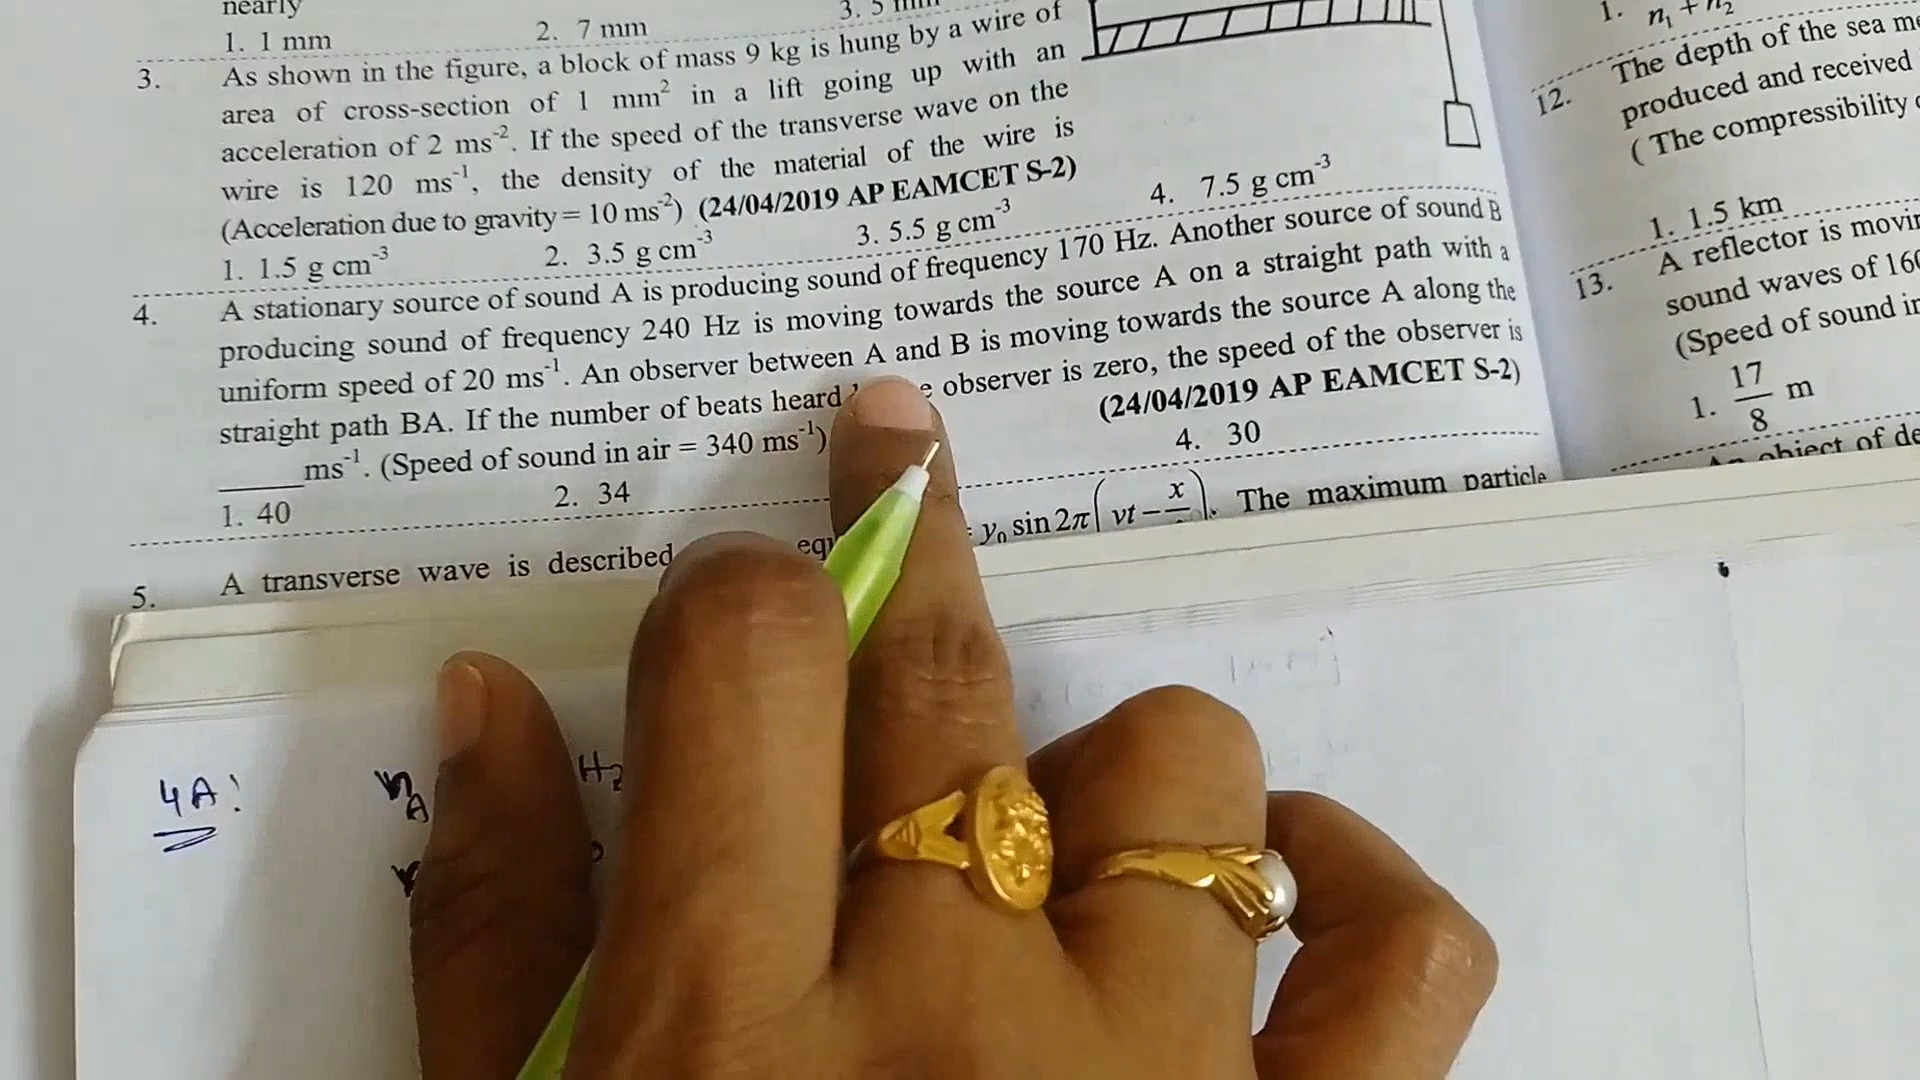 nearly
1. 1 mm
2. 7 mm
3. 5 mm
3. As shown in the figure, a block of mass 9 kg is hung by a wire of
area of cross-section of 1 mm² in a lift going up with an
acceleration of 2 ms⁻². If the speed of the transverse wave on the
wire is 120 ms⁻¹, the density of the material of the wire is
(Acceleration due to gravity = 10 ms⁻²) (24/04/2019 AP EAMCET S-2)
1. 1.5 g cm⁻³ 2. 3.5 g cm⁻³ 3. 5.5 g cm⁻³ 4. 7.5 g cm⁻³
4. A stationary source of sound A is producing sound of frequency 170 Hz. Another source of sound B
producing sound of frequency 240 Hz is moving towards the source A on a straight path with a
uniform speed of 20 ms⁻¹. An observer between A and B is moving towards the source A along the
straight path BA. If the number of beats heard observer is zero, the speed of the observer is
____ ms⁻¹. (Speed of sound in air = 340 ms⁻¹) (24/04/2019 AP EAMCET S-2)
1. 40 2. 34 4. 30
5. A transverse wave is described y₀ sin 2π(νt − x The maximum particle
1. n₁ + n₂
12. The depth of the sea
produced and received
( The compressibility
1. 1.5 km
13. A reflector is
sound waves of
(Speed of sound in
1. 17/8 m
object of
4A!
n_A Hz